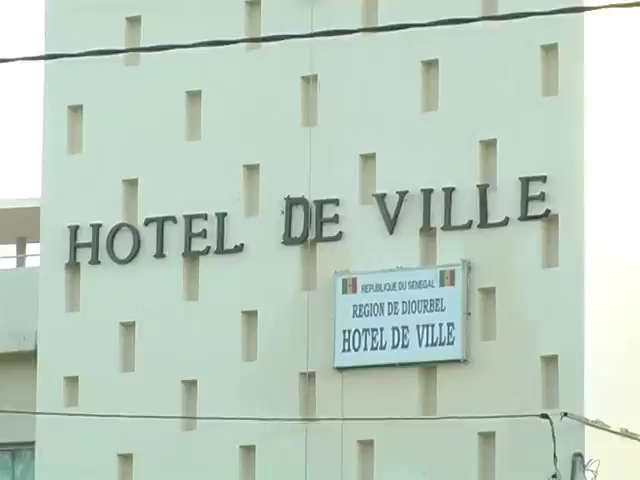 HOTEL DE VILLE
REPUBLIQUE DU SENEGAL
REGION DE DIOURBEL
HOTEL DE VILLE